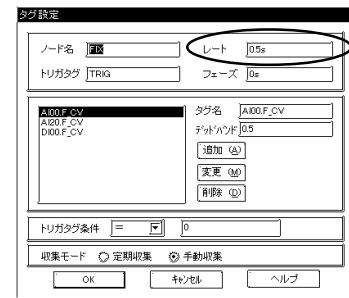 タグ設定
ノード名 FIX レート 0.5s
トリガタグ TRIG フェーズ 0s
AI00.F_CV タグ名 AI00.F_CV
AI20.F_CV デッドバンド 0.5
DI00.F_CV
追加 (A)
変更 (M)
削除 (D)
トリガタグ条件 = 0
収集モード 定期収集 手動収集
OK キャンセル ヘルプ